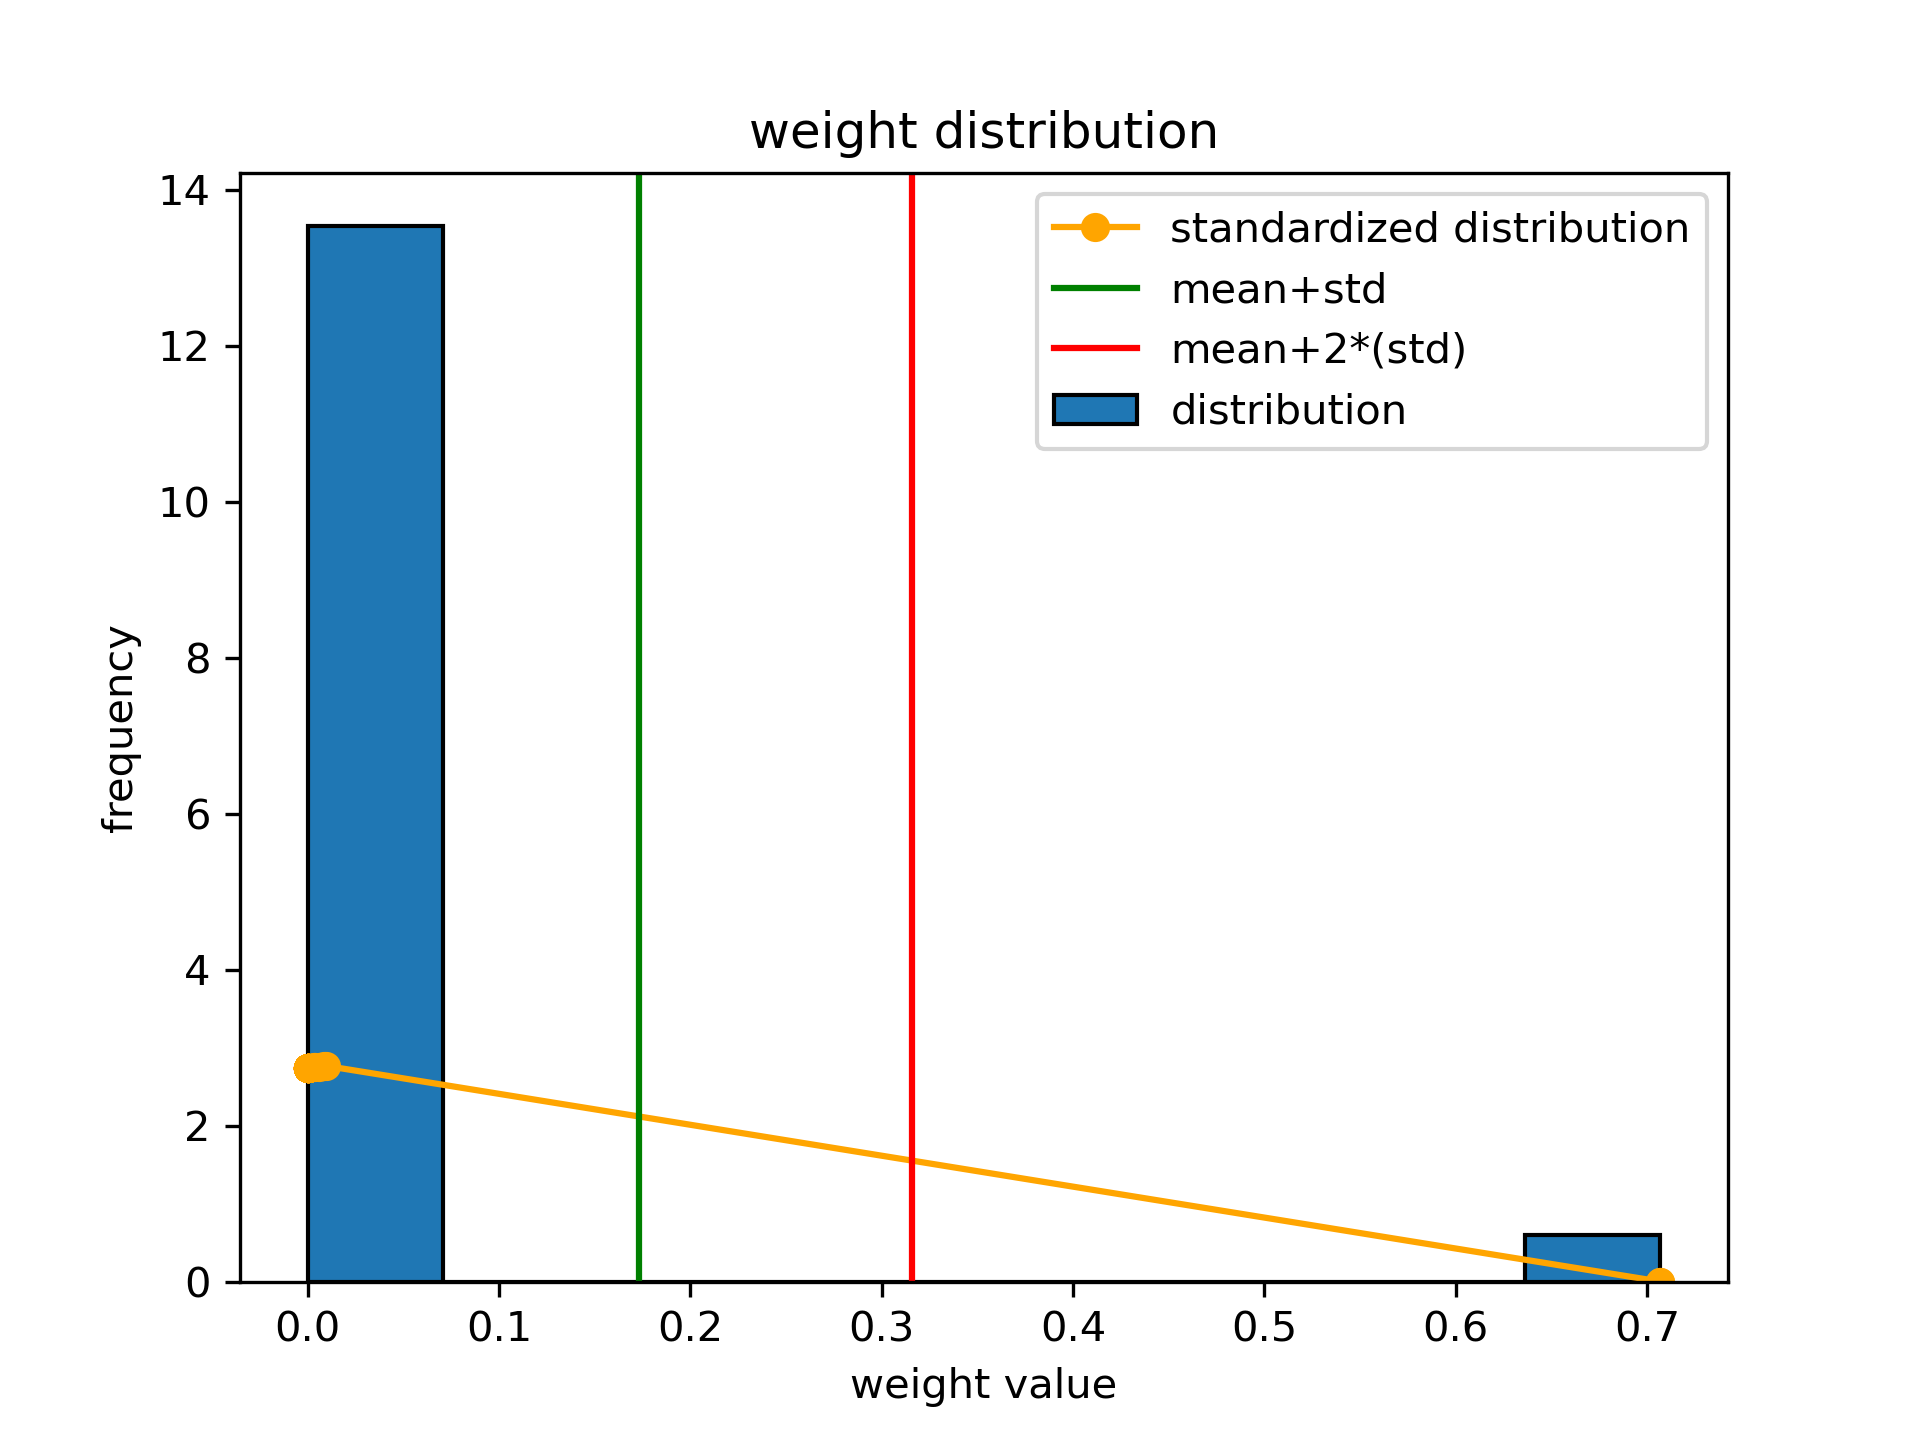 weight distribution
14
12
10
8
6
4
2
0
frequency
standardized distribution
mean+std
mean+2*(std)
distribution
0.0 0.1 0.2 0.3 0.4 0.5 0.6 0.7
weight value